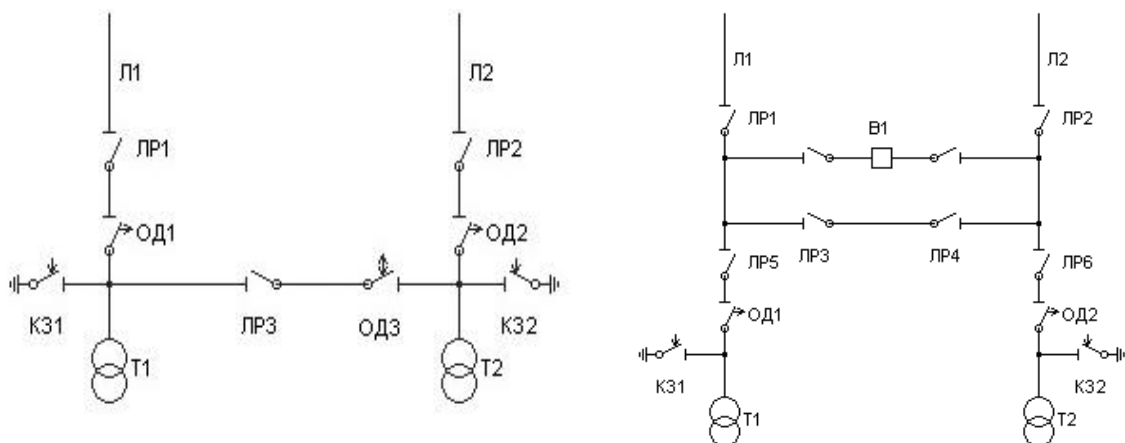 Л1
Л2
ЛР1
ЛР2
ОД1
ОД2
КЗ1
ЛР3
ОД3
КЗ2
Т1
Т2
Л1
Л2
ЛР1
В1
ЛР2
ЛР5
ЛР3
ЛР4
ЛР6
ОД1
ОД2
КЗ1
КЗ2
Т1
Т2